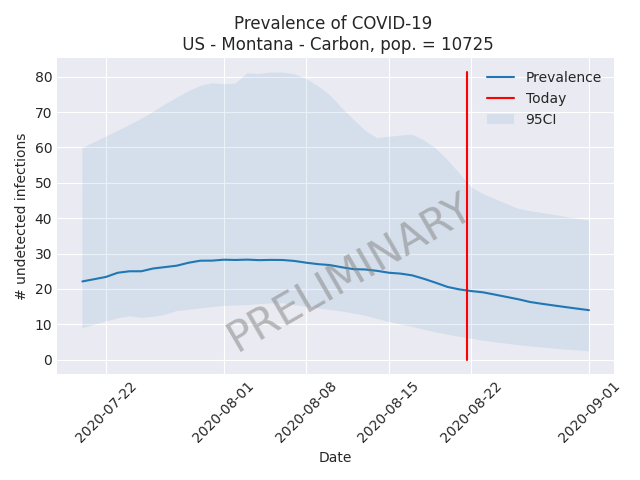 Prevalence of COVID-19
US - Montana - Carbon, pop. = 10725
Prevalence
Today
95CI
# undetected infections
80
70
60
50
40
30
20
10
0
PRELIMINARY
2020-07-22
2020-08-01
2020-08-08
2020-08-15
2020-08-22
2020-09-01
Date